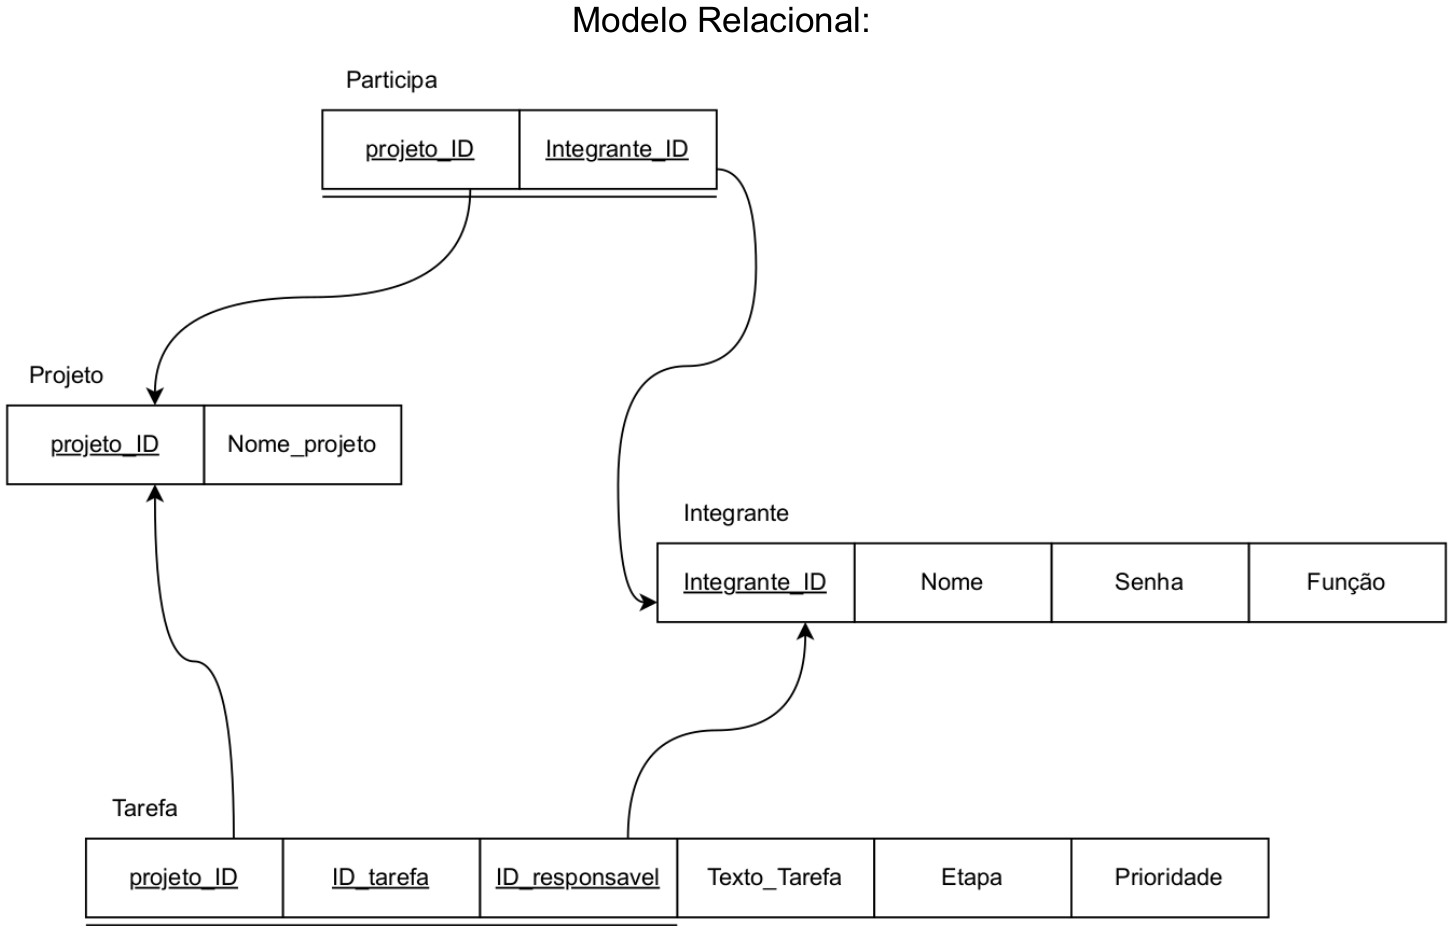 Modelo Relacional:
Participa
projeto_ID Integrante_ID
Projeto
projeto_ID Nome_projeto
Integrante
Integrante_ID Nome Senha Função
Tarefa
projeto_ID ID_tarefa ID_responsavel Texto_Tarefa Etapa Prioridade